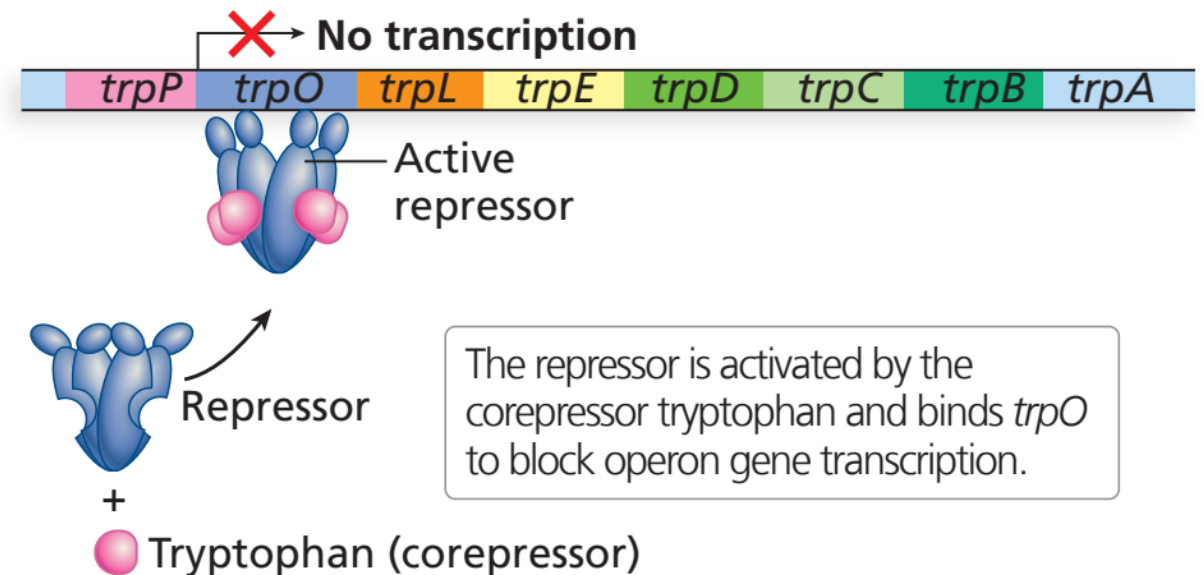 No transcription
trpP trpO trpL trpE trpD trpC trpB trpA
Active
repressor
Repressor
+
Tryptophan (corepressor)
The repressor is activated by the
corepressor tryptophan and binds trpO
to block operon gene transcription.